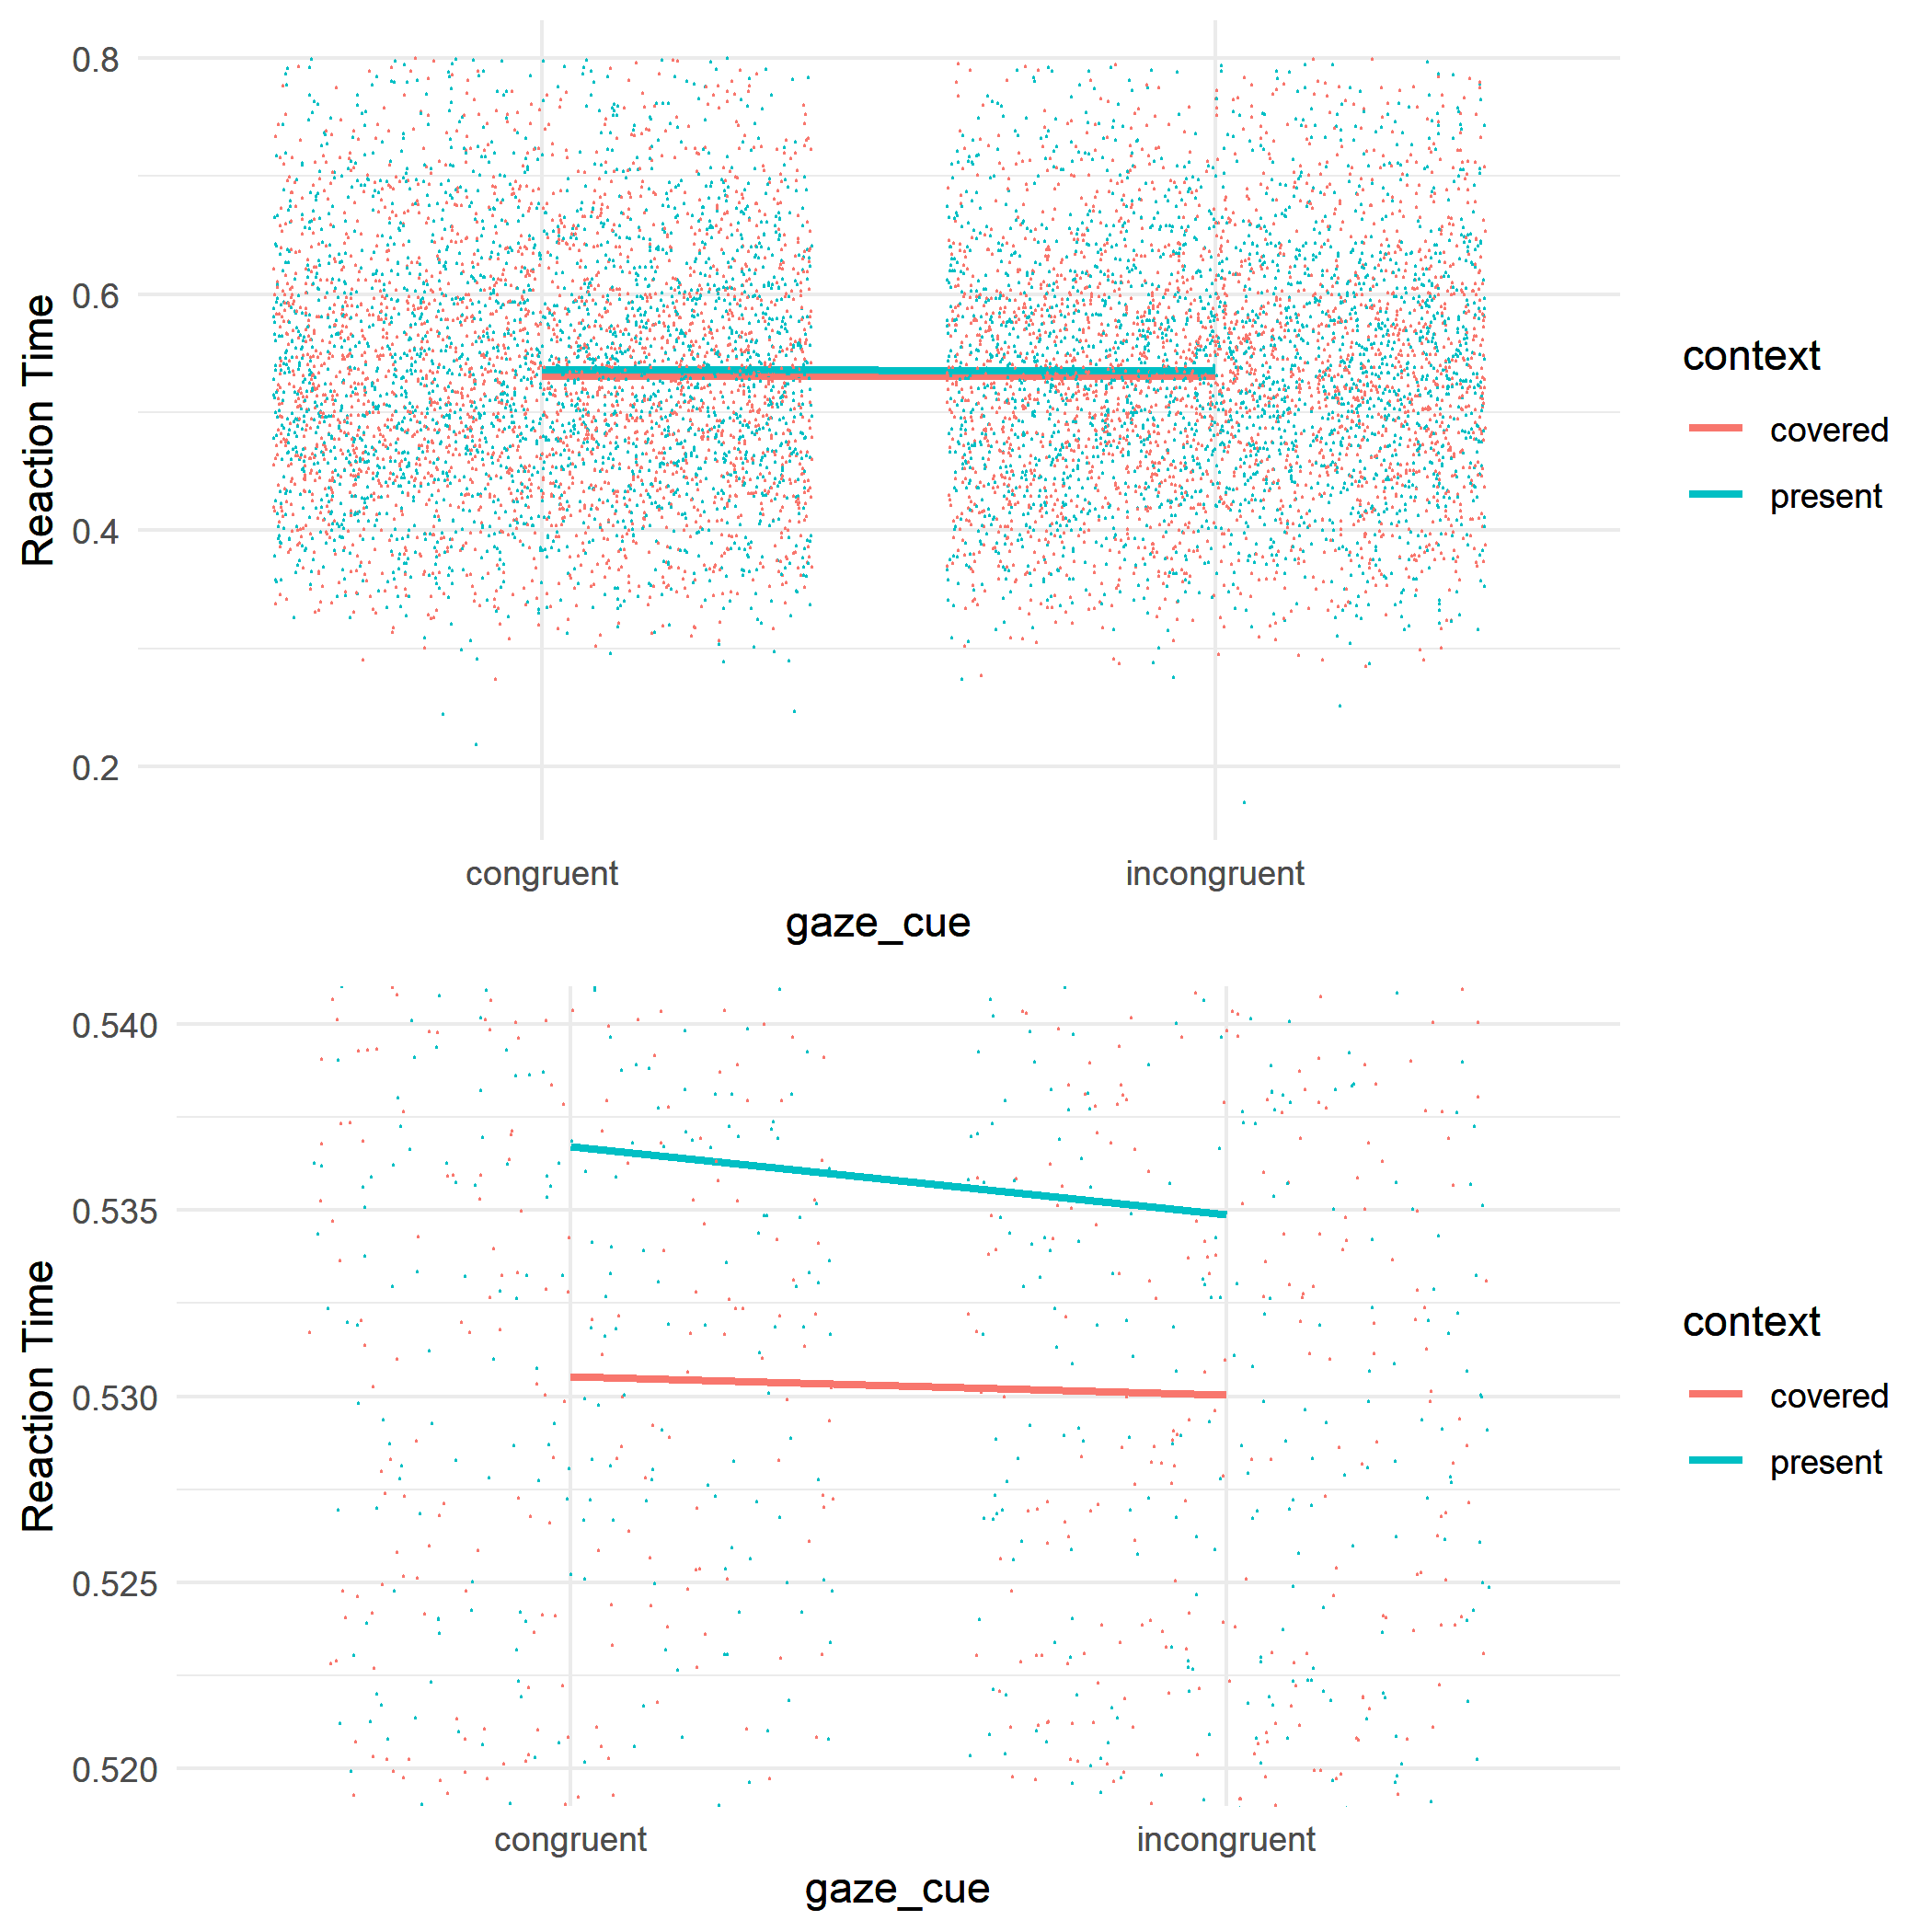 0.8
0.6
0.4
0.2
Reaction Time
congruent
incongruent
gaze_cue
context
covered
present
0.540
0.535
0.530
0.525
0.520
Reaction Time
congruent
incongruent
gaze_cue
context
covered
present